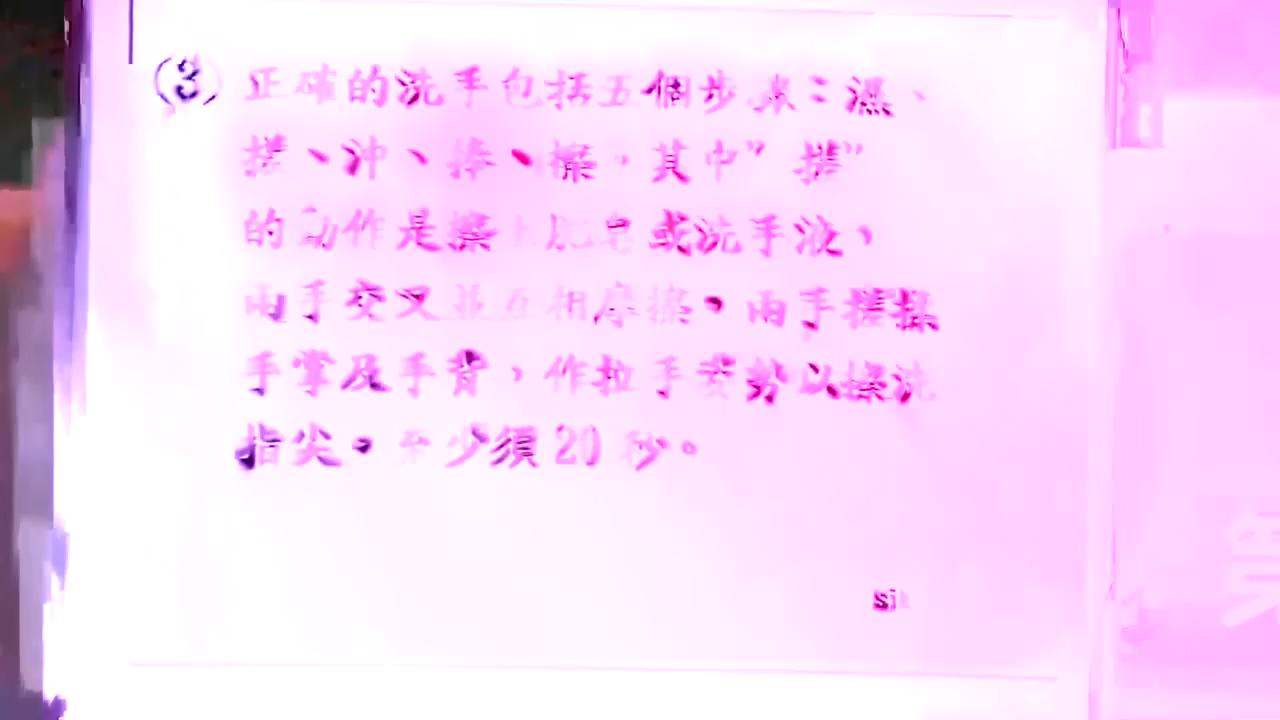 (3) 正確的洗手包括五個步驟：濕、
搓、沖、捧、擦，其中"搓"
的動作是擦上肥皂或洗手液，
兩手交叉並互相摩擦。兩手搓揉
手掌及手背，作拉手姿勢以擦洗
指尖。至少須 20 秒。